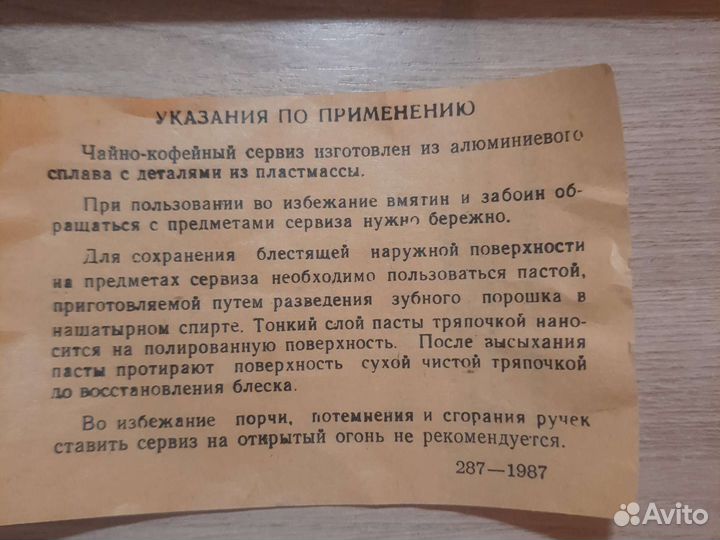 УКАЗАНИЯ ПО ПРИМЕНЕНИЮ
Чайно-кофейный сервиз изготовлен из алюминиевого
сплава с деталями из пластмассы.
При пользовании во избежание вмятин и забоин об-
ращаться с предметами сервиза нужно бережно.
Для сохранения блестящей наружной поверхности
на предметах сервиза необходимо пользоваться пастой,
приготовляемой путем разведения зубного порошка в
нашатырном спирте. Тонкий слой пасты тряпочкой нано-
сится на полированную поверхность. После высыхания
пасты протирают поверхность сухой чистой тряпочкой
до восстановления блеска.
Во избежание порчи, потемнения и сгорания ручек
ставить сервиз на открытый огонь не рекомендуется.
287—1987
Avito